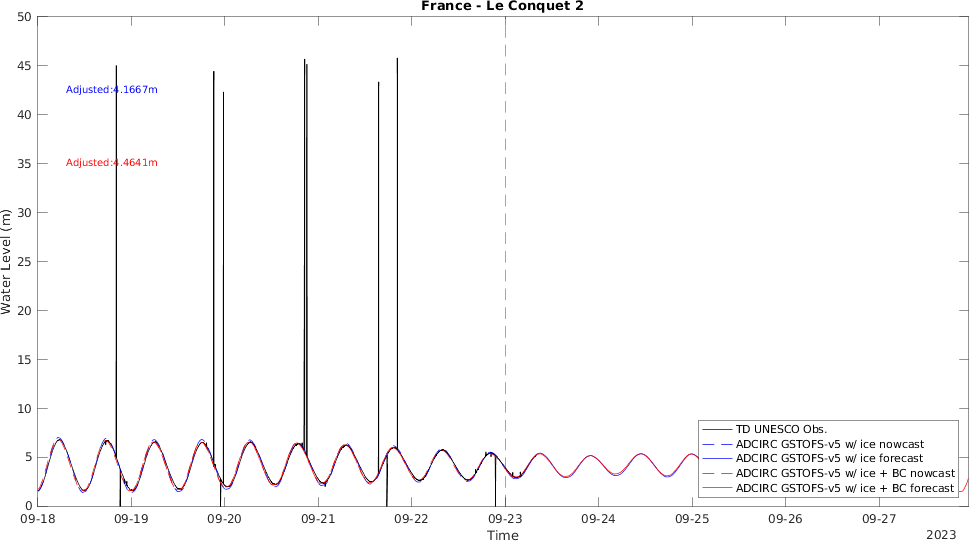 France - Le Conquet 2
50
45
40
35
30
25
20
15
10
5
0
Water Level (m)
Adjusted:4.1667m
Adjusted:4.4641m
TD UNESCO Obs.
ADCIRC GSTOFS-v5 w/ ice nowcast
ADCIRC GSTOFS-v5 w/ ice forecast
ADCIRC GSTOFS-v5 w/ ice + BC nowcast
ADCIRC GSTOFS-v5 w/ ice + BC forecast
09-18 09-19 09-20 09-21 09-22 09-23 09-24 09-25 09-26 09-27
Time
2023